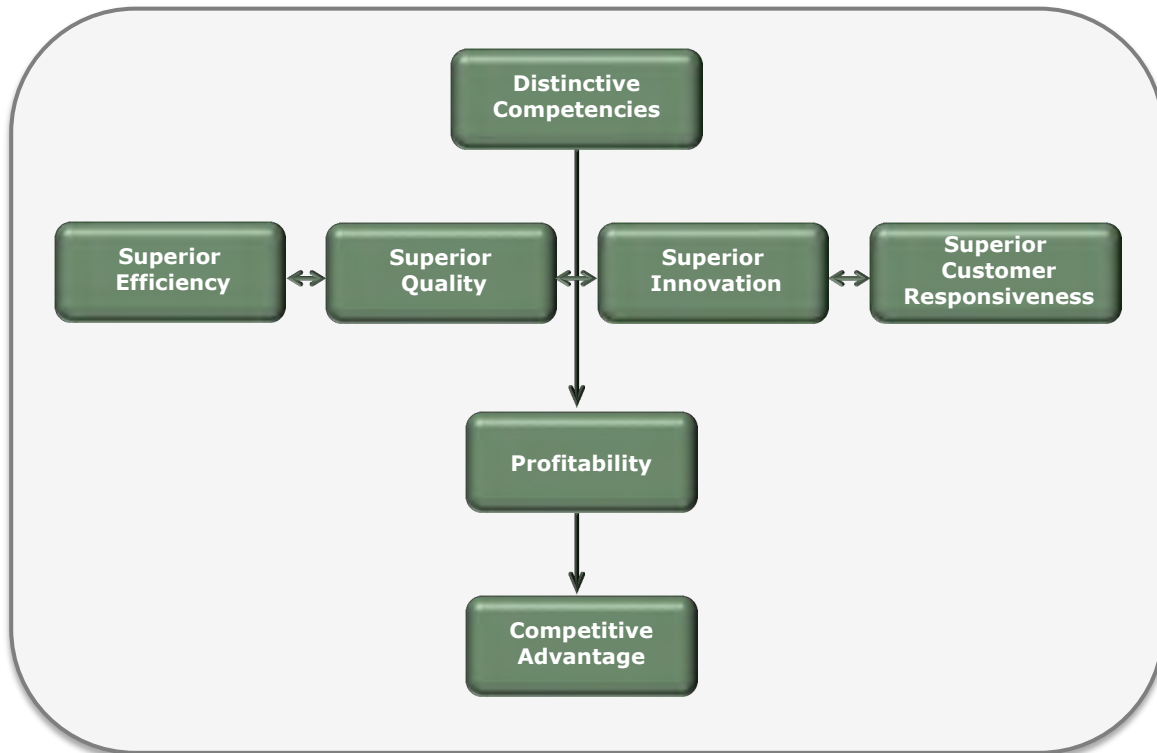 Distinctive
Competencies
Superior
Efficiency
Superior
Quality
Superior
Innovation
Superior
Customer
Responsiveness
Profitability
Competitive
Advantage